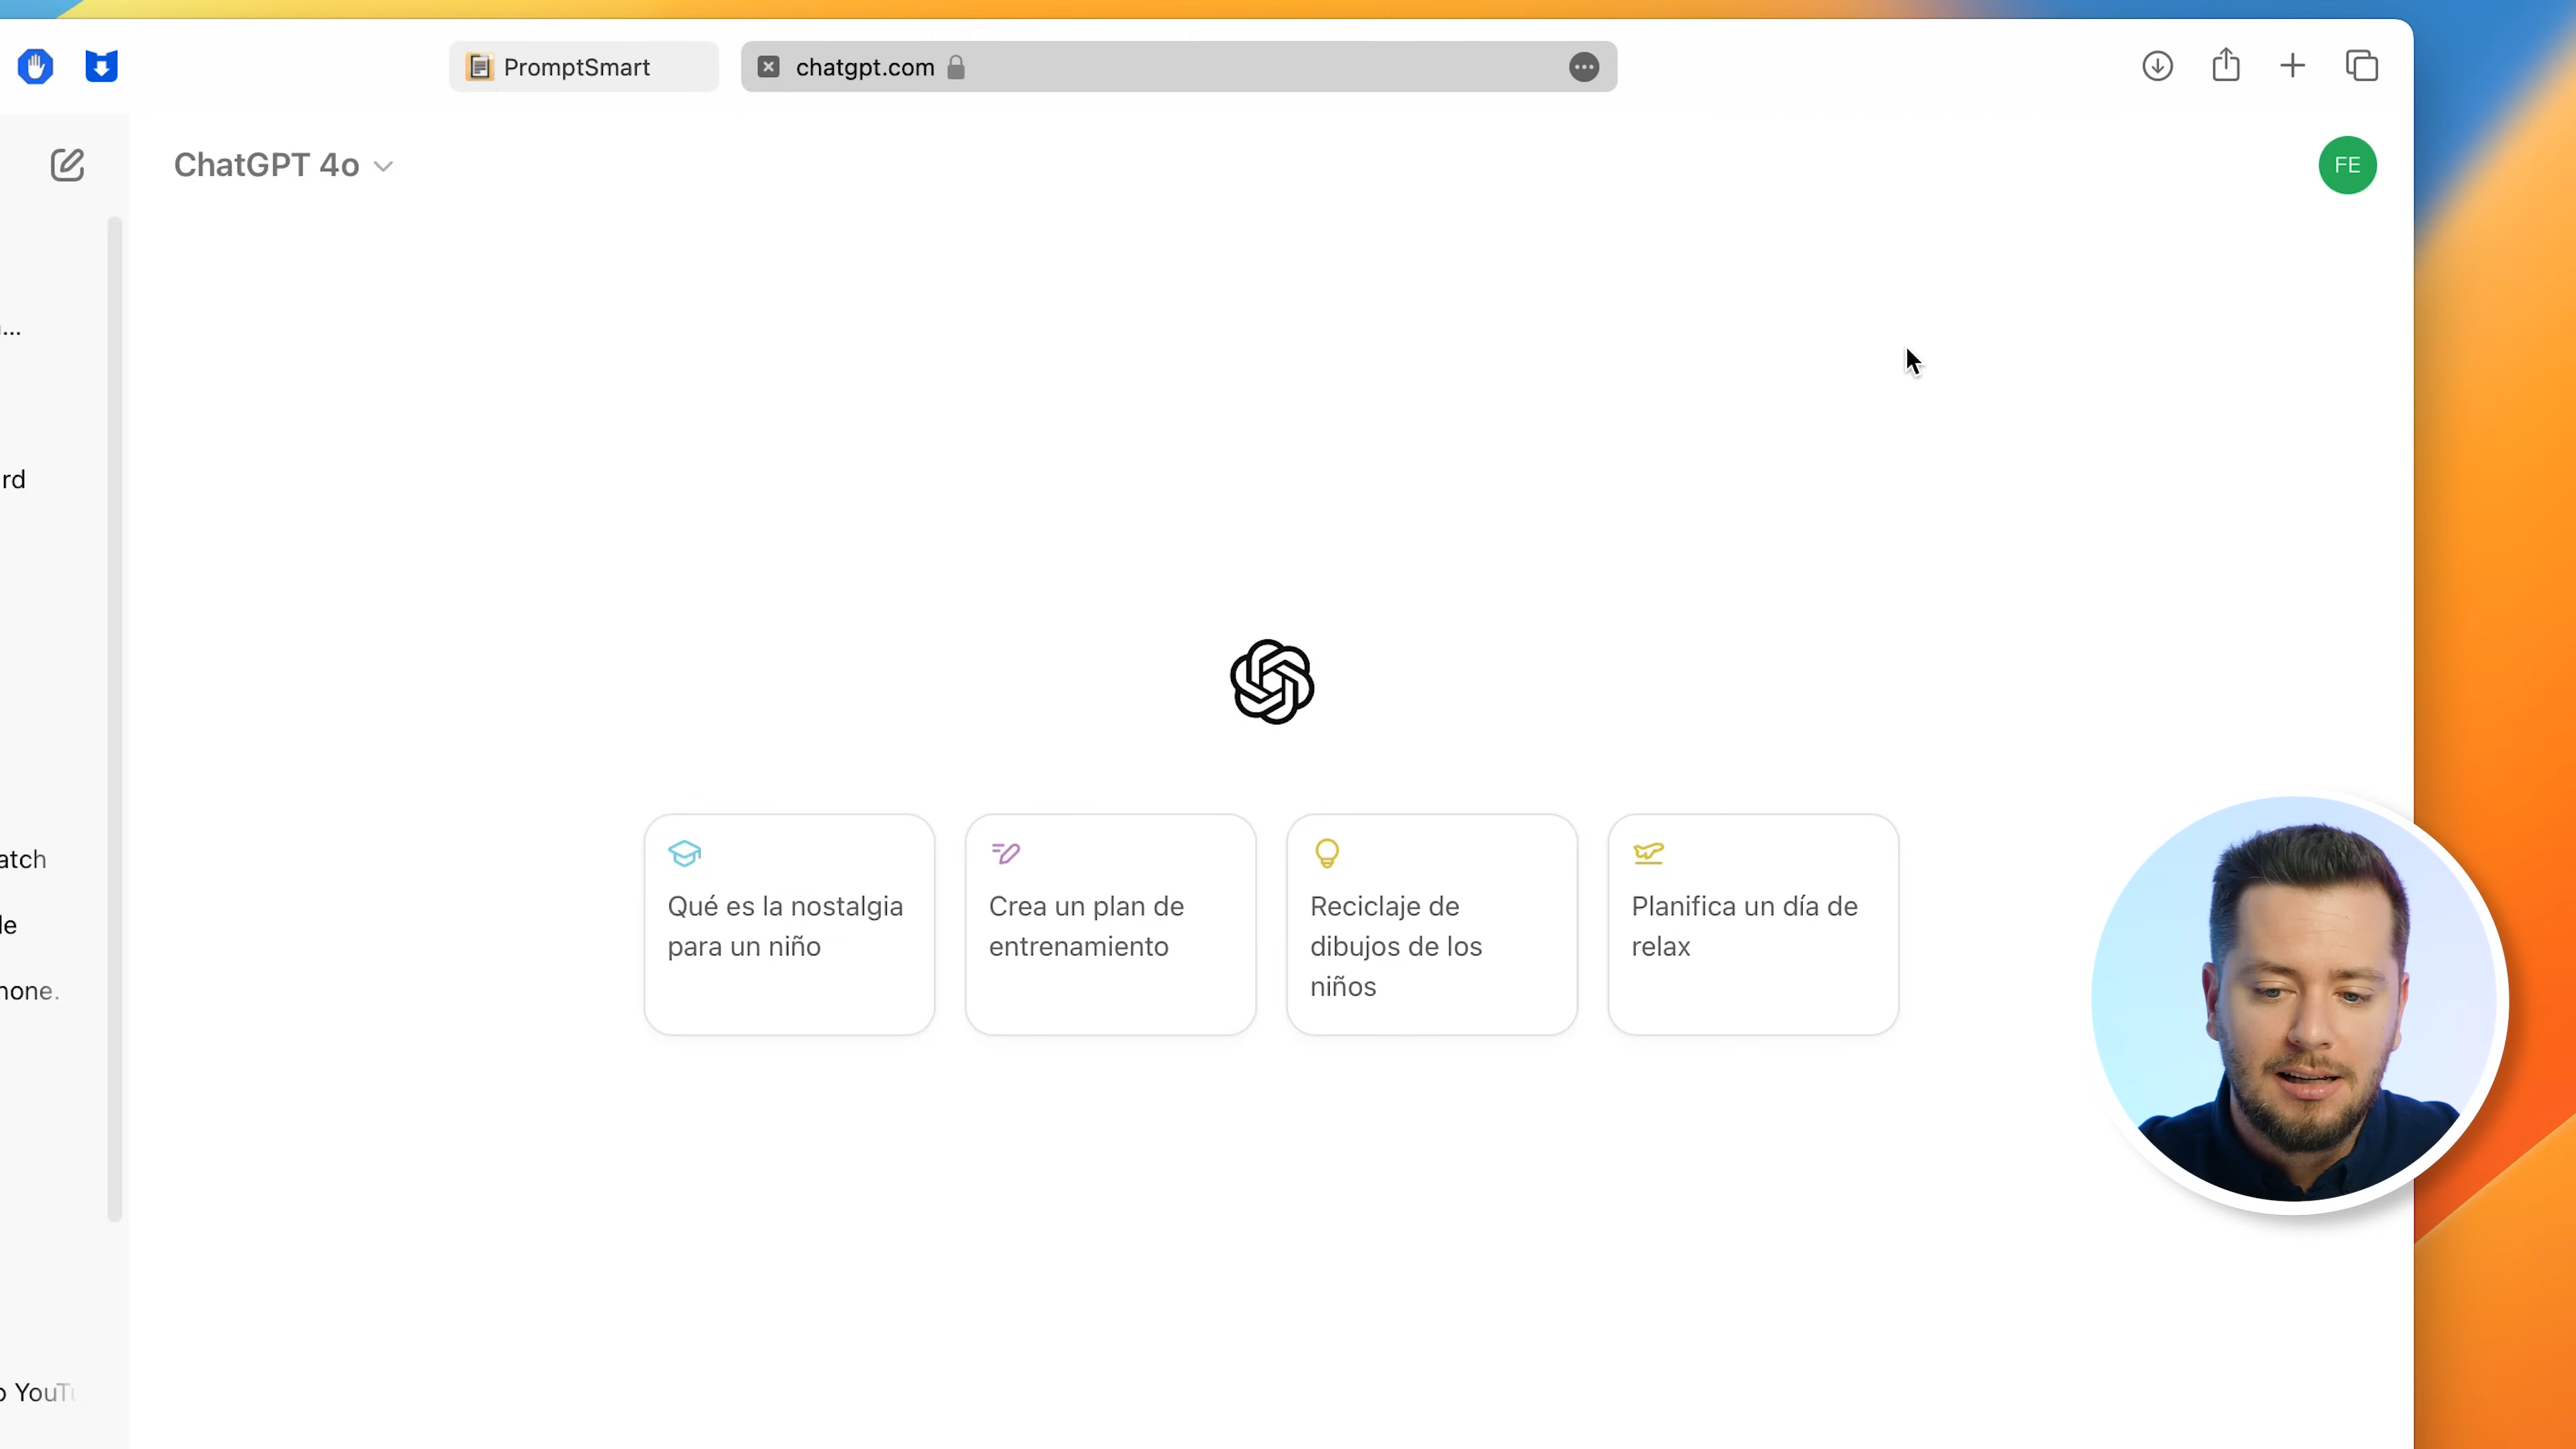 PromptSmart
chatgpt.com
ChatGPT 4o
FE
...
rd
atch
le
hone.
YouTu
Qué es la nostalgia
para un niño
Crea un plan de
entrenamiento
Reciclaje de
dibujos de los
niños
Planifica un día de
relax